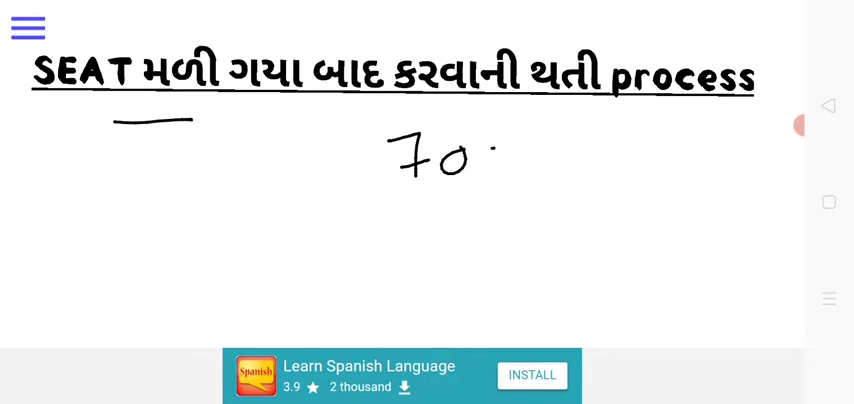 SEAT મળી ગયા બાદ કરવાની થતી process
70
Spanish
Learn Spanish Language
3.9 ★ 2 thousand
INSTALL